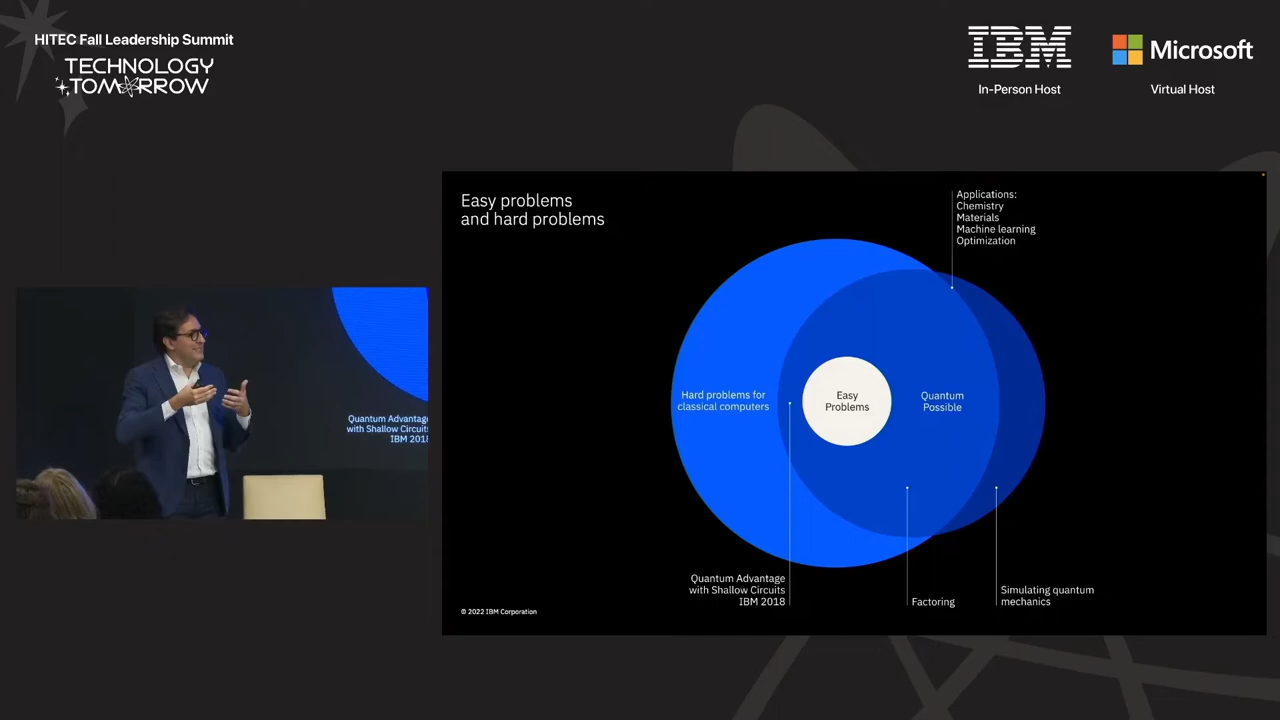 HITEC Fall Leadership Summit
TECHNOLOGY
TOMORROW
IBM
In-Person Host
Microsoft
Virtual Host
Easy problems
and hard problems
Applications:
Chemistry
Materials
Machine learning
Optimization
Hard problems for
classical computers
Easy
Problems
Quantum
Possible
Quantum Advantage
with Shallow Circuits
IBM 2018
Factoring
Simulating quantum
mechanics
© 2022 IBM Corporation
Quantum Advantage
with Shallow Circuits
IBM 2018